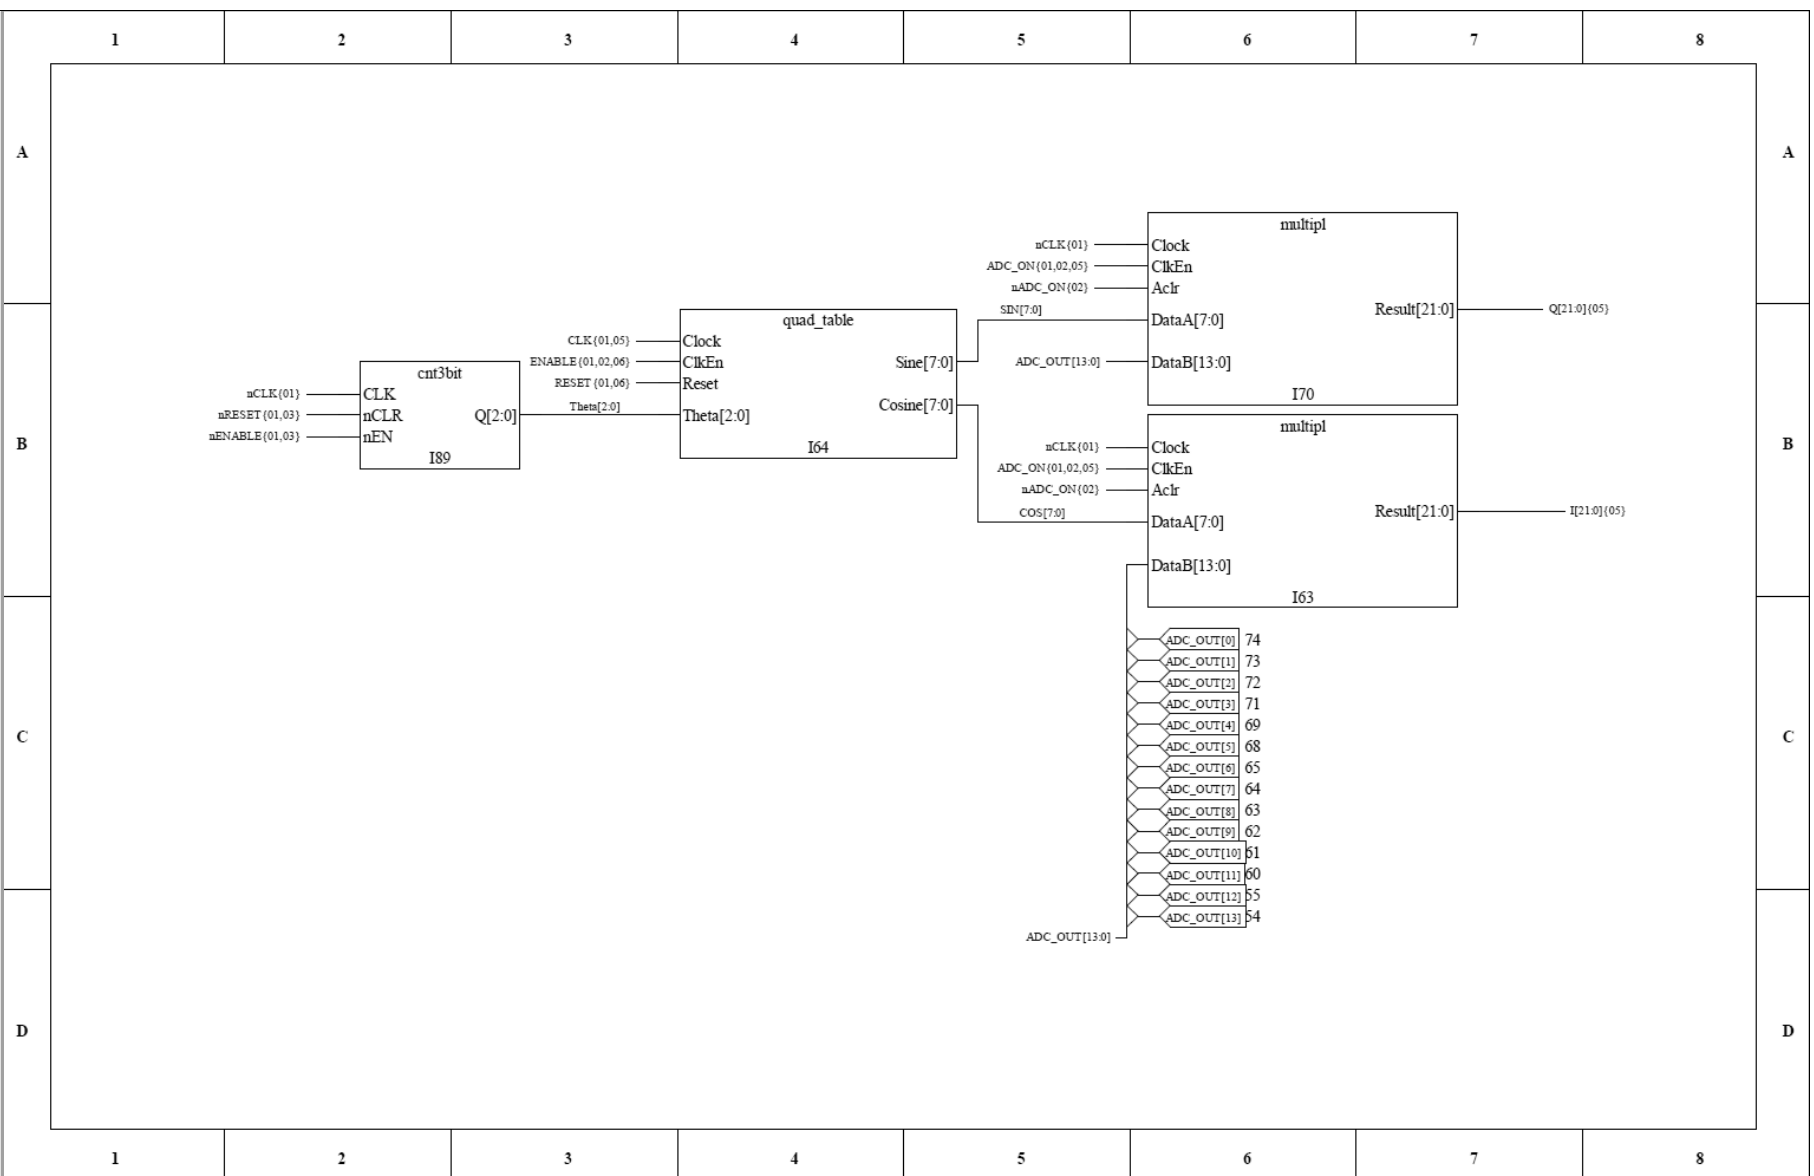 1 2 3 4 5 6 7 8
A A
multipl
nCLK{01} Clock
ADC_ON{01,02,05} ClkEn
nADC_ON{02} Aclr
SIN[7:0] DataA[7:0]
Result[21:0] Q[21:0]{05}
ADC_OUT[13:0] DataB[13:0]
I70
quad_table
CLK{01,05} Clock
ENABLE{01,02,06} ClkEn
RESET{01,06} Reset
Theta[2:0] Theta[2:0]
Sine[7:0]
Cosine[7:0]
I64
cnt3bit
nCLK{01} CLK
nRESET{01,03} nCLR
nENABLE{01,03} nEN
Q[2:0]
I89
B B
multipl
nCLK{01} Clock
ADC_ON{01,02,05} ClkEn
nADC_ON{02} Aclr
COS[7:0] DataA[7:0]
Result[21:0] I[21:0]{05}
DataB[13:0]
I63
ADC_OUT[0] 74
ADC_OUT[1] 73
ADC_OUT[2] 72
ADC_OUT[3] 71
ADC_OUT[4] 69
C C
ADC_OUT[5] 68
ADC_OUT[6] 65
ADC_OUT[7] 64
ADC_OUT[8] 63
ADC_OUT[9] 62
ADC_OUT[10] 61
ADC_OUT[11] 60
ADC_OUT[12] 55
ADC_OUT[13] 54
ADC_OUT[13:0]
D D
1 2 3 4 5 6 7 8